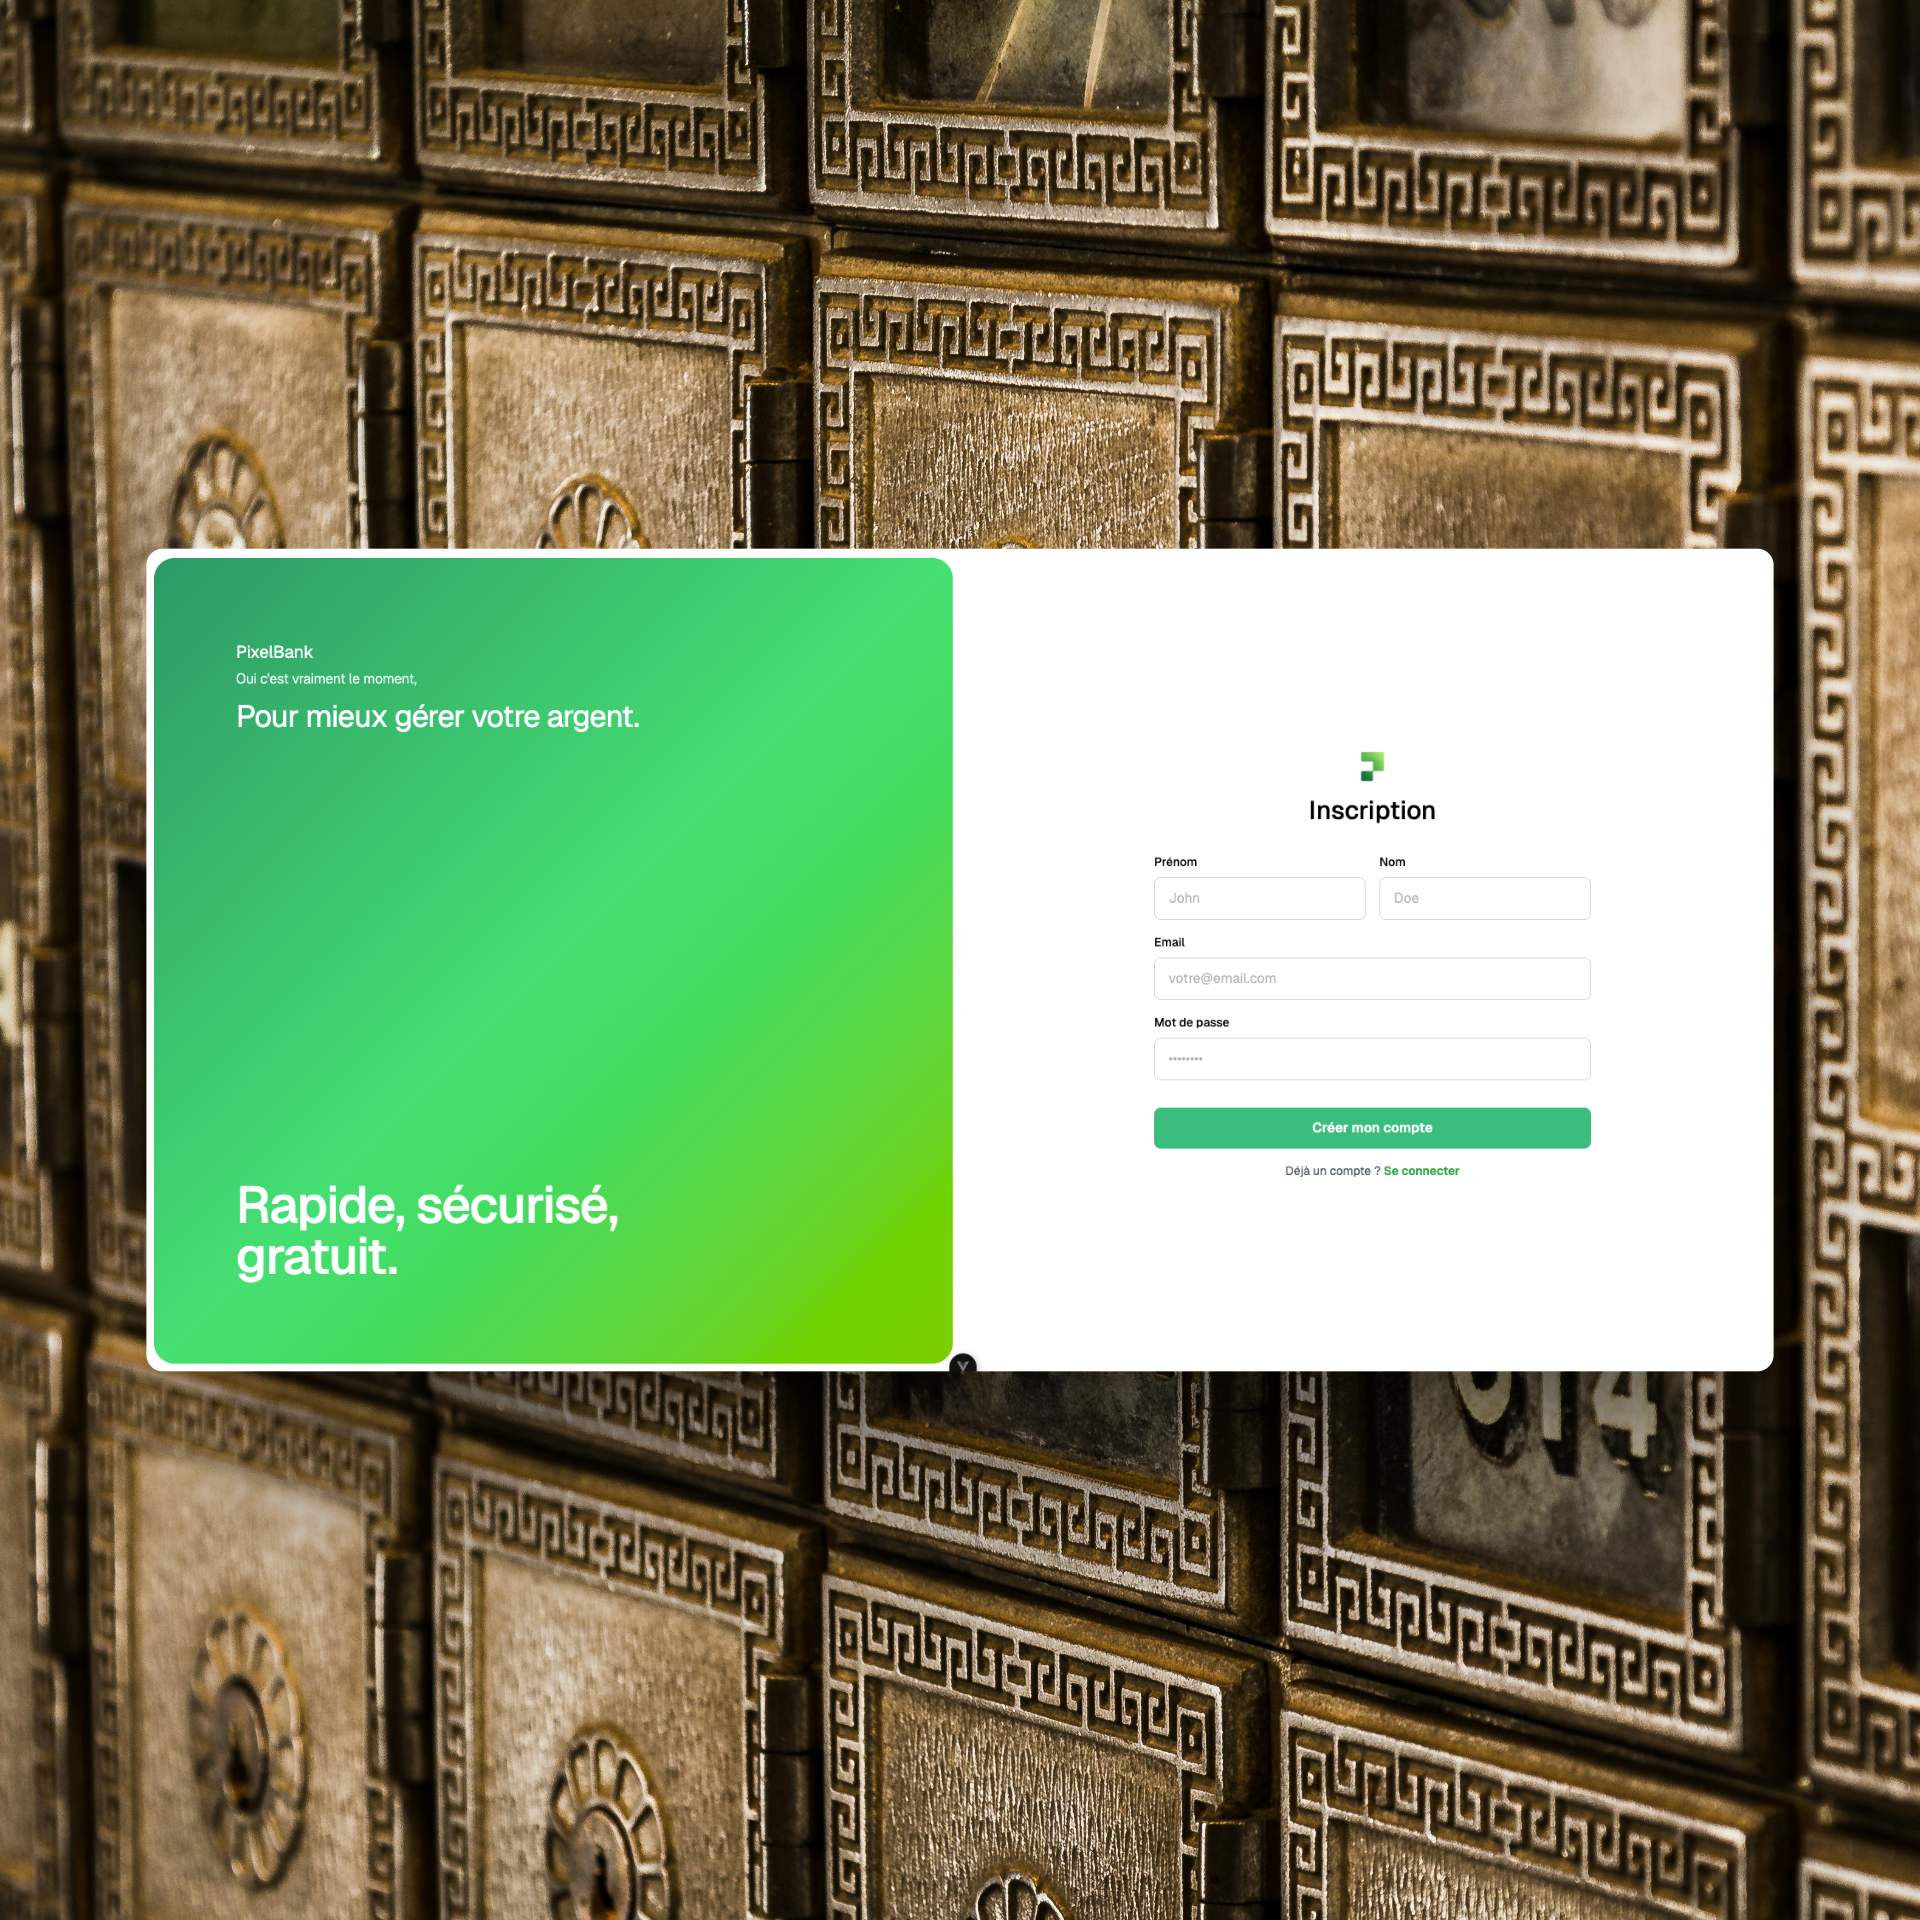 PixelBank
Oui c'est vraiment le moment,
Pour mieux gérer votre argent.
Rapide, sécurisé,
gratuit.
Inscription
Prénom
Nom
John
Doe
Email
votre@email.com
Mot de passe
••••••••
Créer mon compte
Déjà un compte ? Se connecter
014